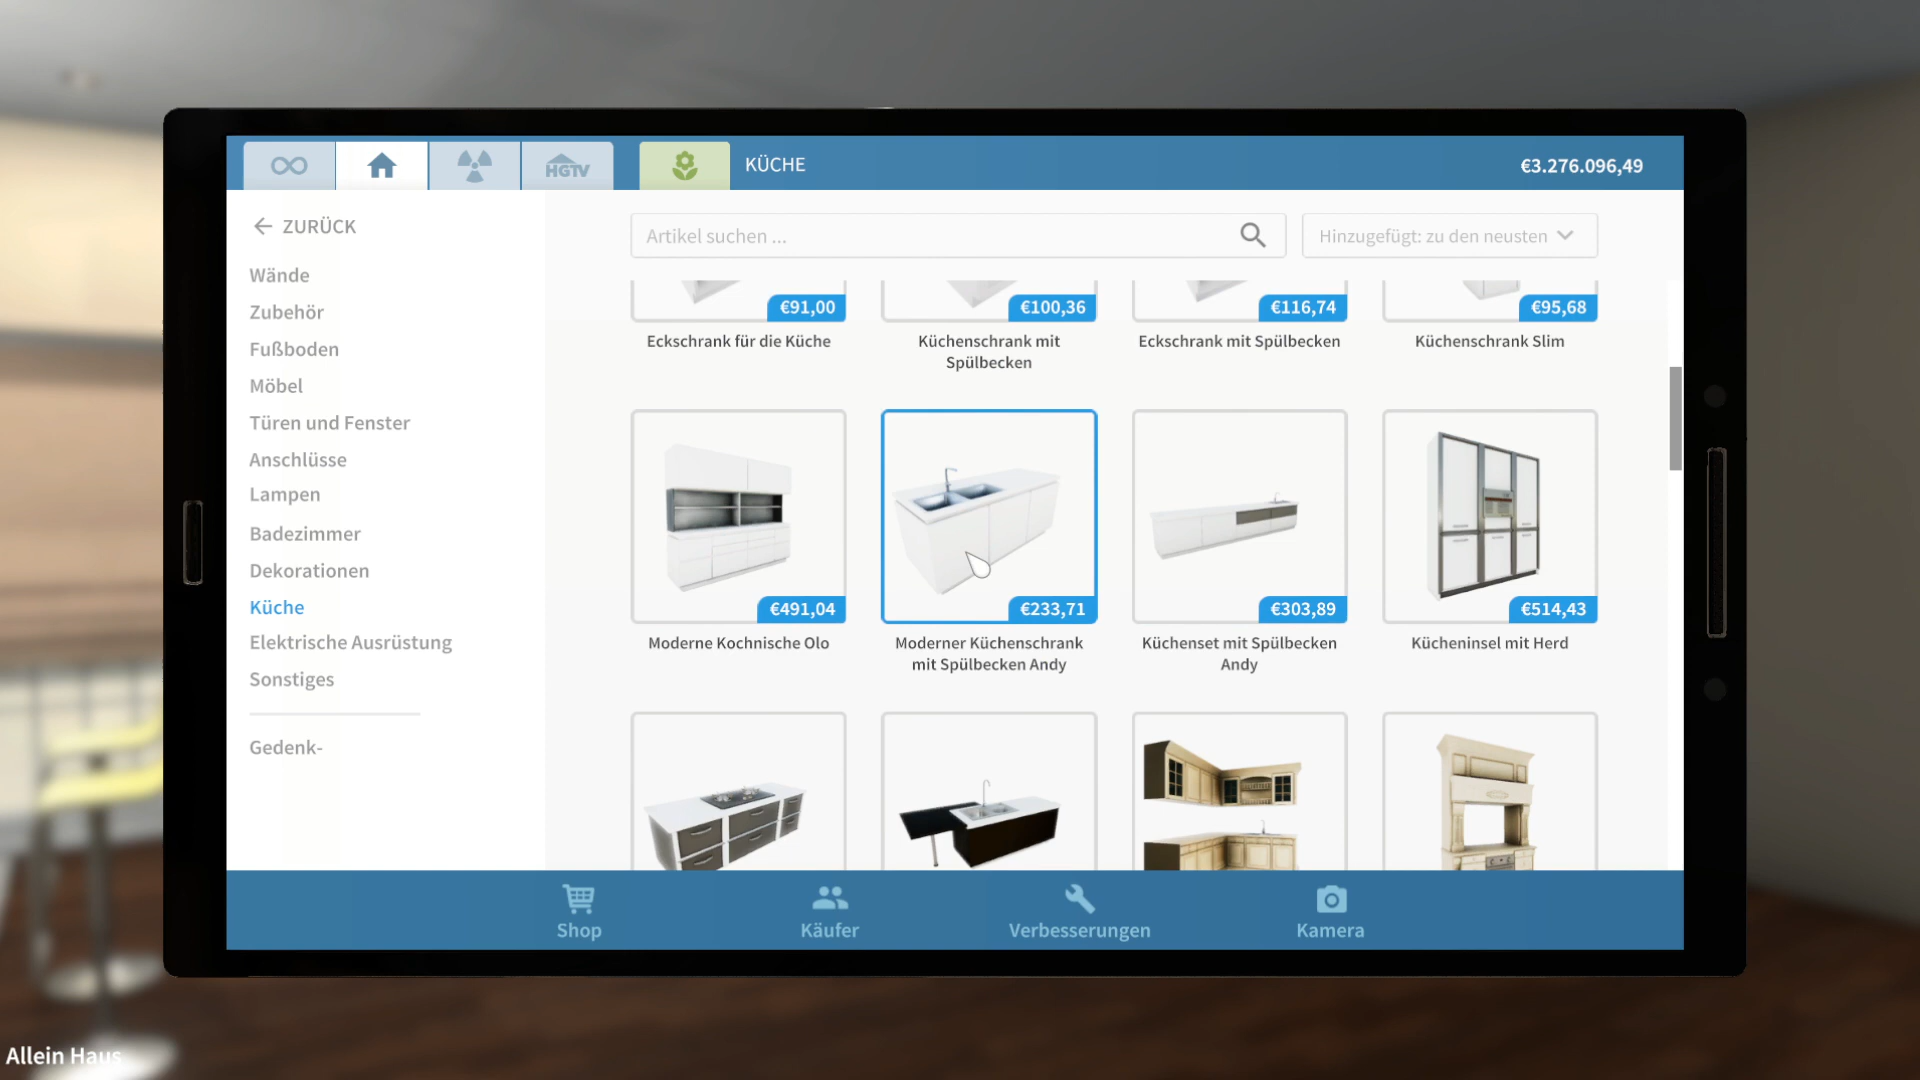 HGTV
KÜCHE
€3.276.096,49
ZURÜCK
Wände
Zubehör
Fußboden
Möbel
Türen und Fenster
Anschlüsse
Lampen
Badezimmer
Dekorationen
Küche
Elektrische Ausrüstung
Sonstiges
Gedenk-
Artikel suchen ...
Hinzugefügt: zu den neusten
€91,00
€100,36
€116,74
€95,68
Eckschrank für die Küche
Küchenschrank mit
Spülbecken
Eckschrank mit Spülbecken
Küchenschrank Slim
€491,04
€233,71
€303,89
€514,43
Moderne Kochnische Olo
Moderner Küchenschrank
mit Spülbecken Andy
Küchenset mit Spülbecken
Andy
Kücheninsel mit Herd
Shop
Käufer
Verbesserungen
Kamera
Allein Haus